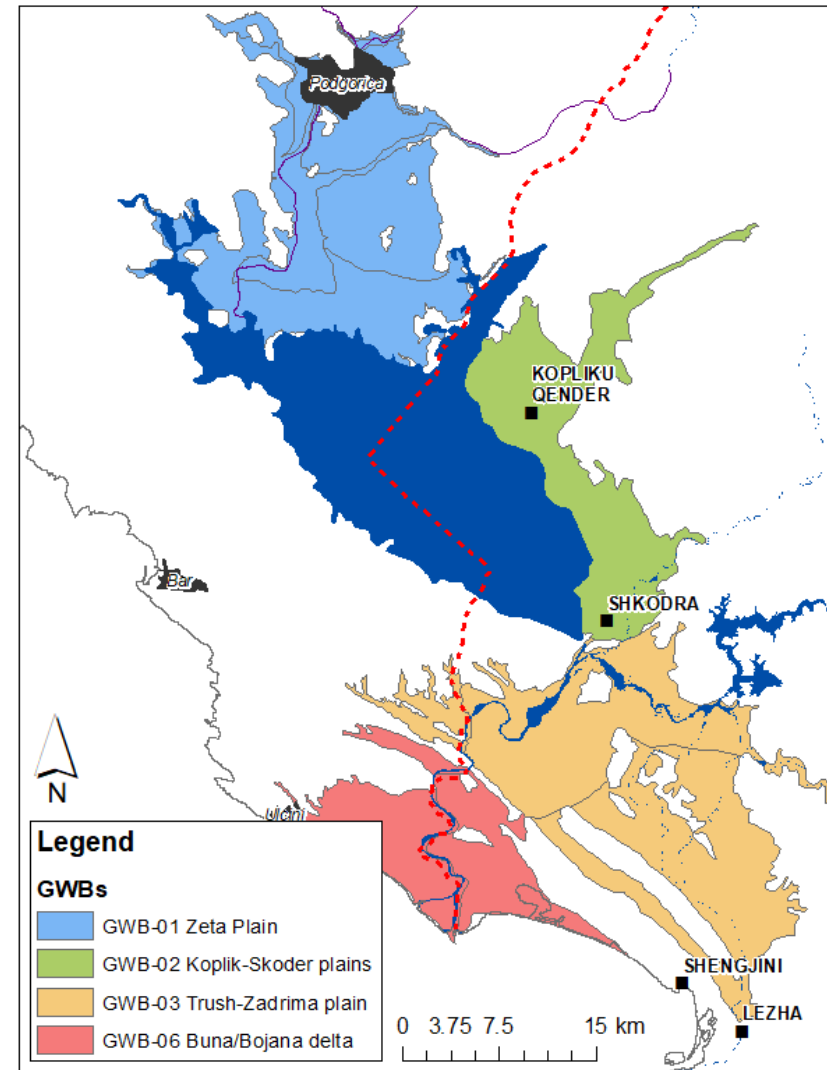 Podgorica
KOPLIKU
QENDER
Bar
SHKODRA
N
Ulcini
SHENGJINI
LEZHA
Legend
GWBs
GWB-01 Zeta Plain
GWB-02 Koplik-Skoder plains
GWB-03 Trush-Zadrima plain
GWB-06 Buna/Bojana delta
0 3.75 7.5 15 km